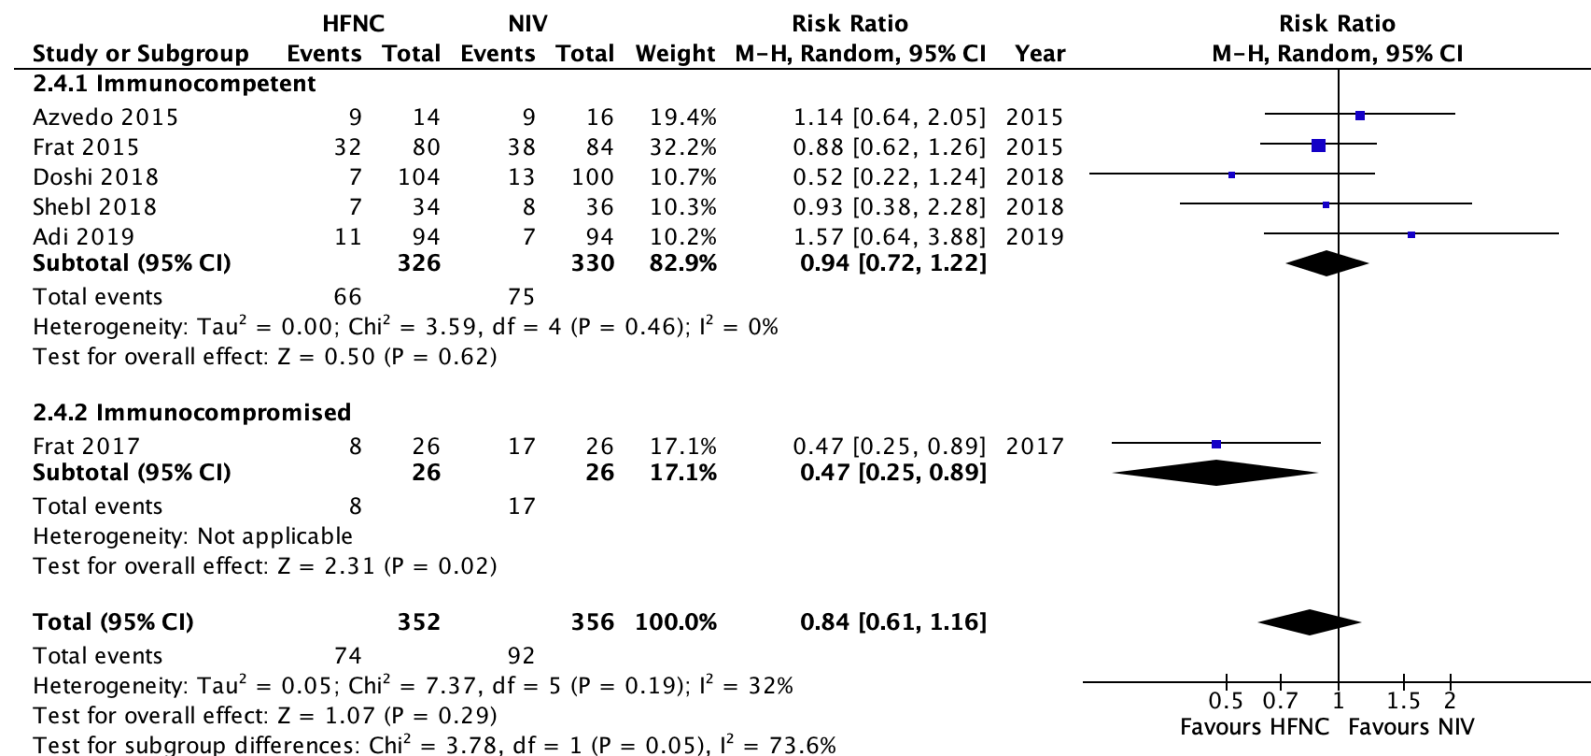 HFNC NIV Risk Ratio Risk Ratio
Study or Subgroup Events Total Events Total Weight M-H, Random, 95% CI Year M-H, Random, 95% CI
2.4.1 Immunocompetent
Azvedo 2015 9 14 9 16 19.4% 1.14 [0.64, 2.05] 2015
Frat 2015 32 80 38 84 32.2% 0.88 [0.62, 1.26] 2015
Doshi 2018 7 104 13 100 10.7% 0.52 [0.22, 1.24] 2018
Shebl 2018 7 34 8 36 10.3% 0.93 [0.38, 2.28] 2018
Adi 2019 11 94 7 94 10.2% 1.57 [0.64, 3.88] 2019
Subtotal (95% CI) 326 330 82.9% 0.94 [0.72, 1.22]
Total events 66 75
Heterogeneity: Tau² = 0.00; Chi² = 3.59, df = 4 (P = 0.46); I² = 0%
Test for overall effect: Z = 0.50 (P = 0.62)
2.4.2 Immunocompromised
Frat 2017 8 26 17 26 17.1% 0.47 [0.25, 0.89] 2017
Subtotal (95% CI) 26 26 17.1% 0.47 [0.25, 0.89]
Total events 8 17
Heterogeneity: Not applicable
Test for overall effect: Z = 2.31 (P = 0.02)
Total (95% CI) 352 356 100.0% 0.84 [0.61, 1.16]
Total events 74 92
Heterogeneity: Tau² = 0.05; Chi² = 7.37, df = 5 (P = 0.19); I² = 32%
Test for overall effect: Z = 1.07 (P = 0.29)
Test for subgroup differences: Chi² = 3.78, df = 1 (P = 0.05), I² = 73.6%
0.5 0.7 1 1.5 2
Favours HFNC Favours NIV